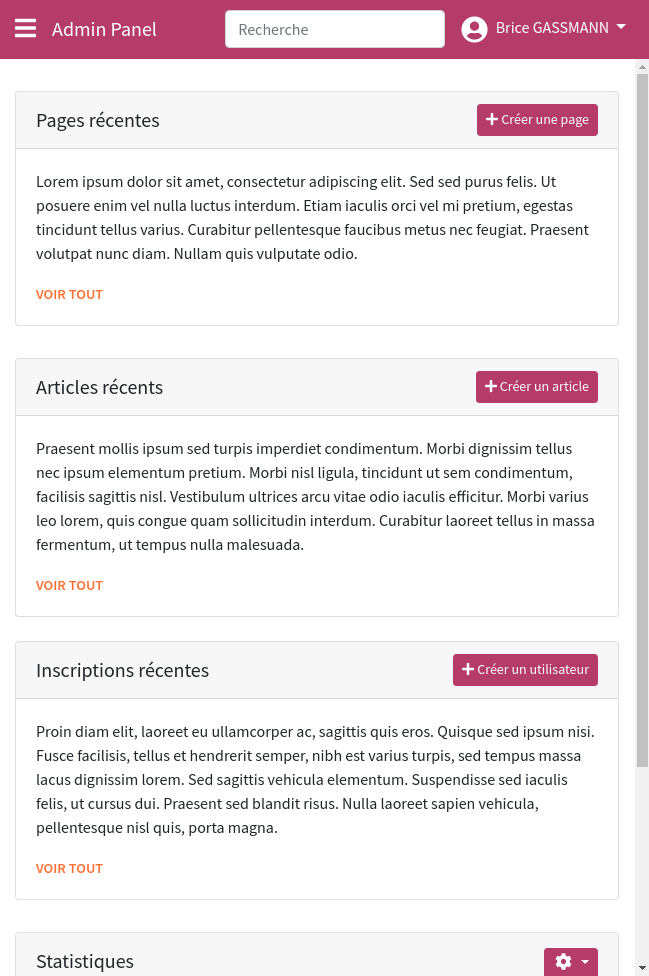 Admin Panel
Recherche
Brice GASSMANN
Pages récentes
Créer une page
Lorem ipsum dolor sit amet, consectetur adipiscing elit. Sed sed purus felis. Ut
posuere enim vel nulla luctus interdum. Etiam iaculis orci vel mi pretium, egestas
tincidunt tellus varius. Curabitur pellentesque faucibus metus nec feugiat. Praesent
volutpat nunc diam. Nullam quis vulputate odio.
VOIR TOUT
Articles récents
Créer un article
Praesent mollis ipsum sed turpis imperdiet condimentum. Morbi dignissim tellus
nec ipsum elementum pretium. Morbi nisl ligula, tincidunt ut sem condimentum,
facilisis sagittis nisl. Vestibulum ultrices arcu vitae odio iaculis efficitur. Morbi varius
leo lorem, quis congue quam sollicitudin interdum. Curabitur laoreet tellus in massa
fermentum, ut tempus nulla malesuada.
VOIR TOUT
Inscriptions récentes
Créer un utilisateur
Proin diam elit, laoreet eu ullamcorper ac, sagittis quis eros. Quisque sed ipsum nisi.
Fusce facilisis, tellus et hendrerit semper, nibh est varius turpis, sed tempus massa
lacus dignissim lorem. Sed sagittis vehicula elementum. Suspendisse sed iaculis
felis, ut cursus dui. Praesent sed blandit risus. Nulla laoreet sapien vehicula,
pellentesque nisl quis, porta magna.
VOIR TOUT
Statistiques